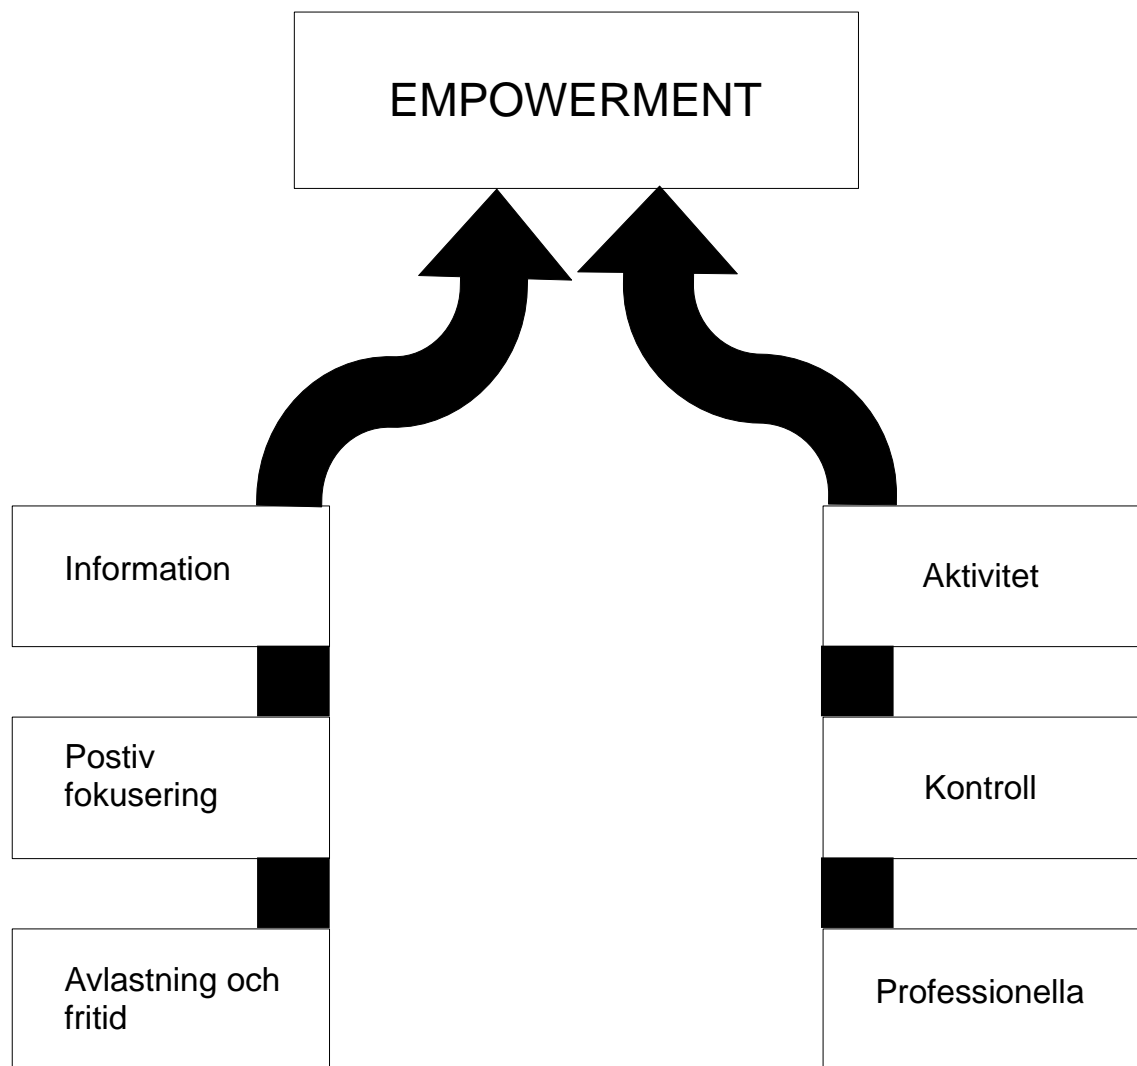 EMPOWERMENT
Information
Aktivitet
Postiv
fokusering
Kontroll
Avlastning och
fritid
Professionella